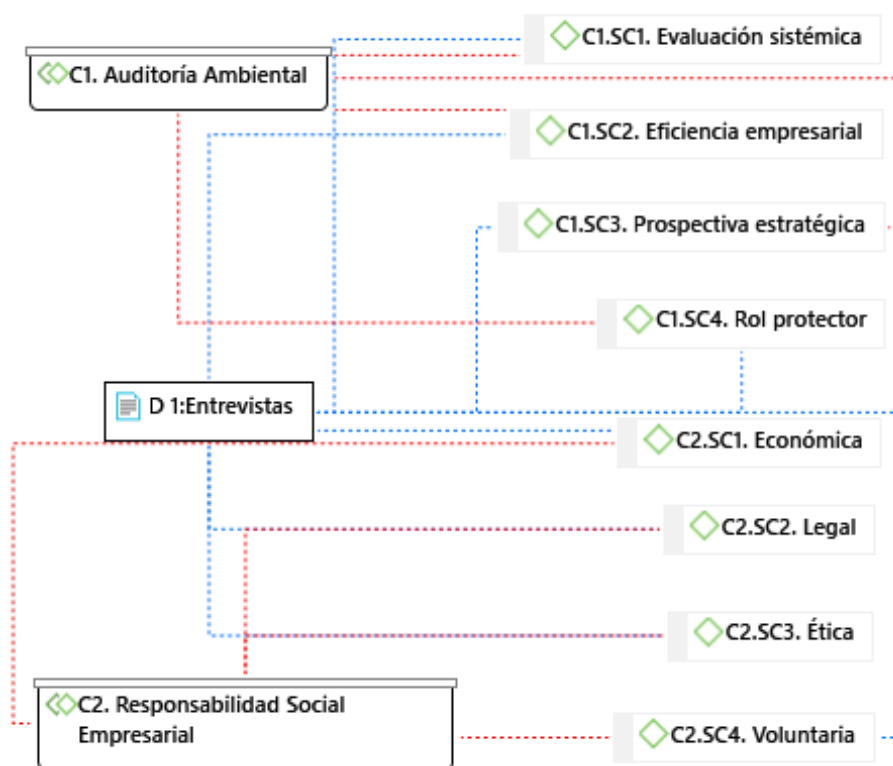 C1.SC1. Evaluación sistémica
C1. Auditoría Ambiental
C1.SC2. Eficiencia empresarial
C1.SC3. Prospectiva estratégica
C1.SC4. Rol protector
D 1:Entrevistas
C2.SC1. Económica
C2.SC2. Legal
C2.SC3. Ética
C2. Responsabilidad Social
Empresarial
C2.SC4. Voluntaria